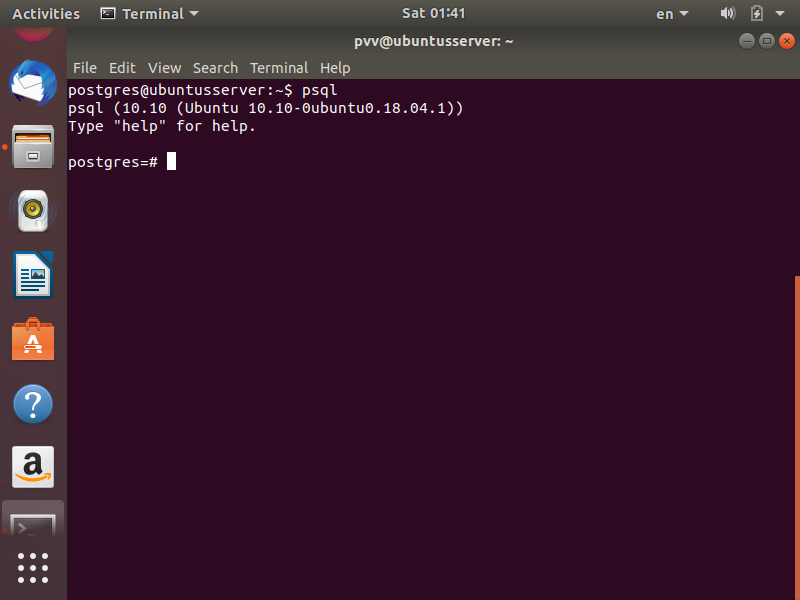 Activities Terminal Sat 01:41 en
pvv@ubuntusserver: ~
File Edit View Search Terminal Help
postgres@ubuntusserver:~$ psql
psql (10.10 (Ubuntu 10.10-0ubuntu0.18.04.1))
Type "help" for help.
postgres=#